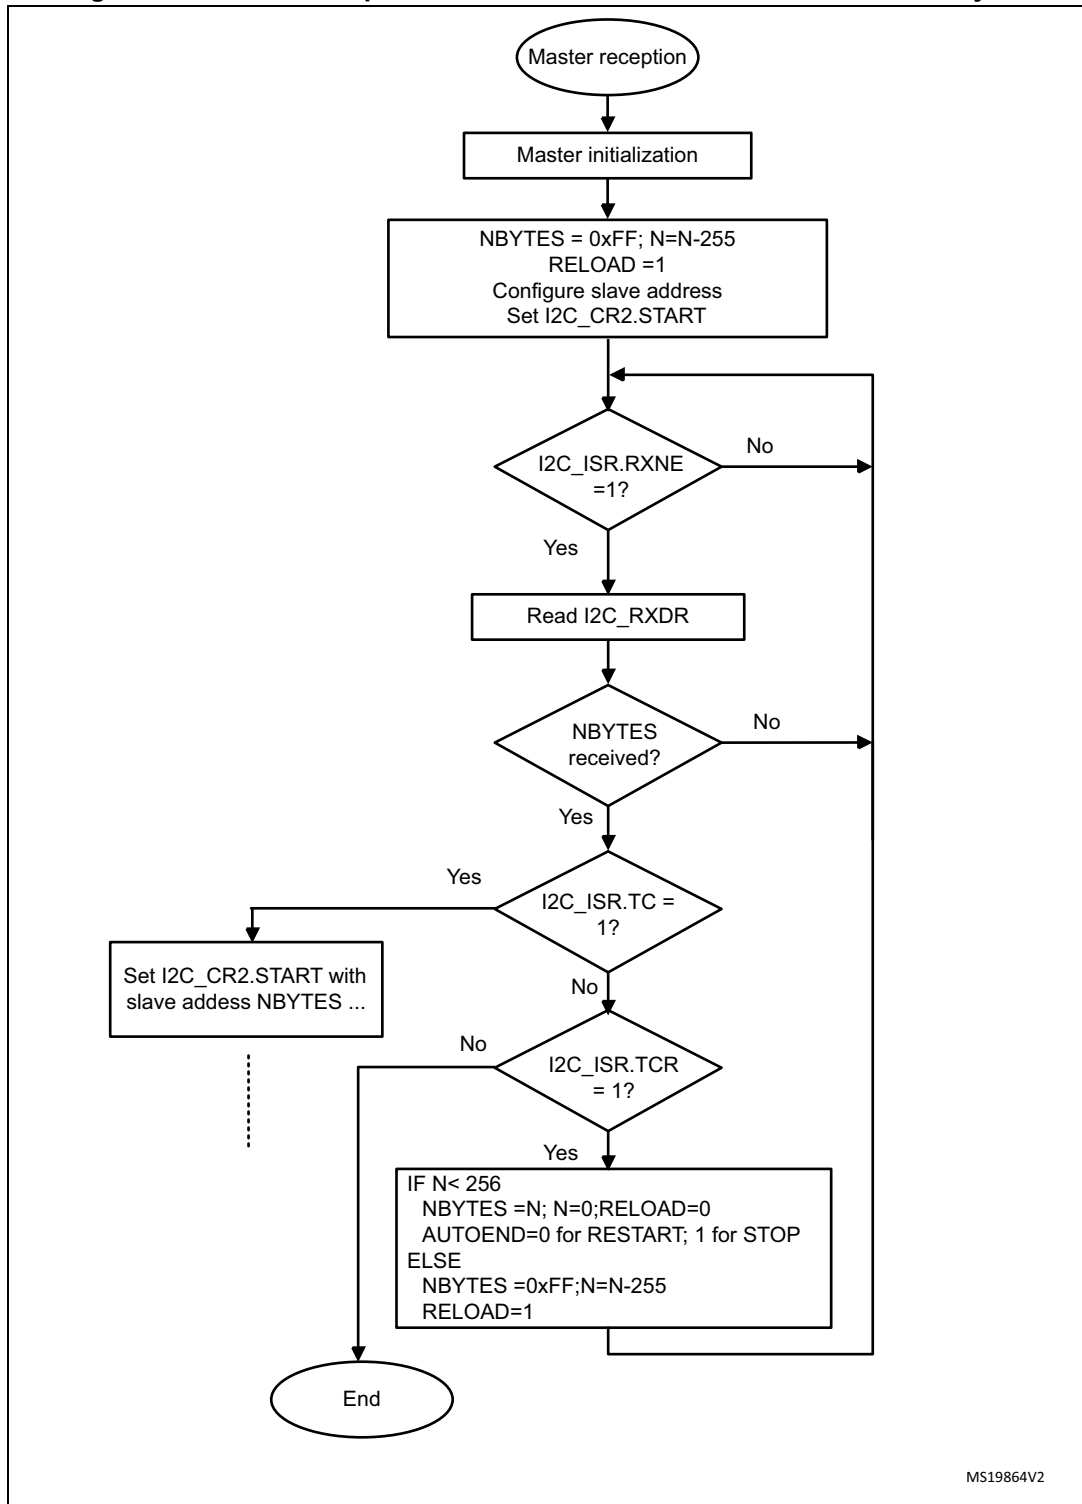 Master reception
Master initialization
NBYTES = 0xFF; N=N-255
RELOAD =1
Configure slave address
Set I2C_CR2.START
No
I2C_ISR.RXNE
=1?
Yes
Read I2C_RXDR
No
NBYTES
received?
Yes
Yes
I2C_ISR.TC =
1?
Set I2C_CR2.START with
slave addess NBYTES ...
No
No
I2C_ISR.TCR
= 1?
Yes
IF N< 256
NBYTES =N; N=0;RELOAD=0
AUTOEND=0 for RESTART; 1 for STOP
ELSE
NBYTES =0xFF;N=N-255
RELOAD=1
End
MS19864V2